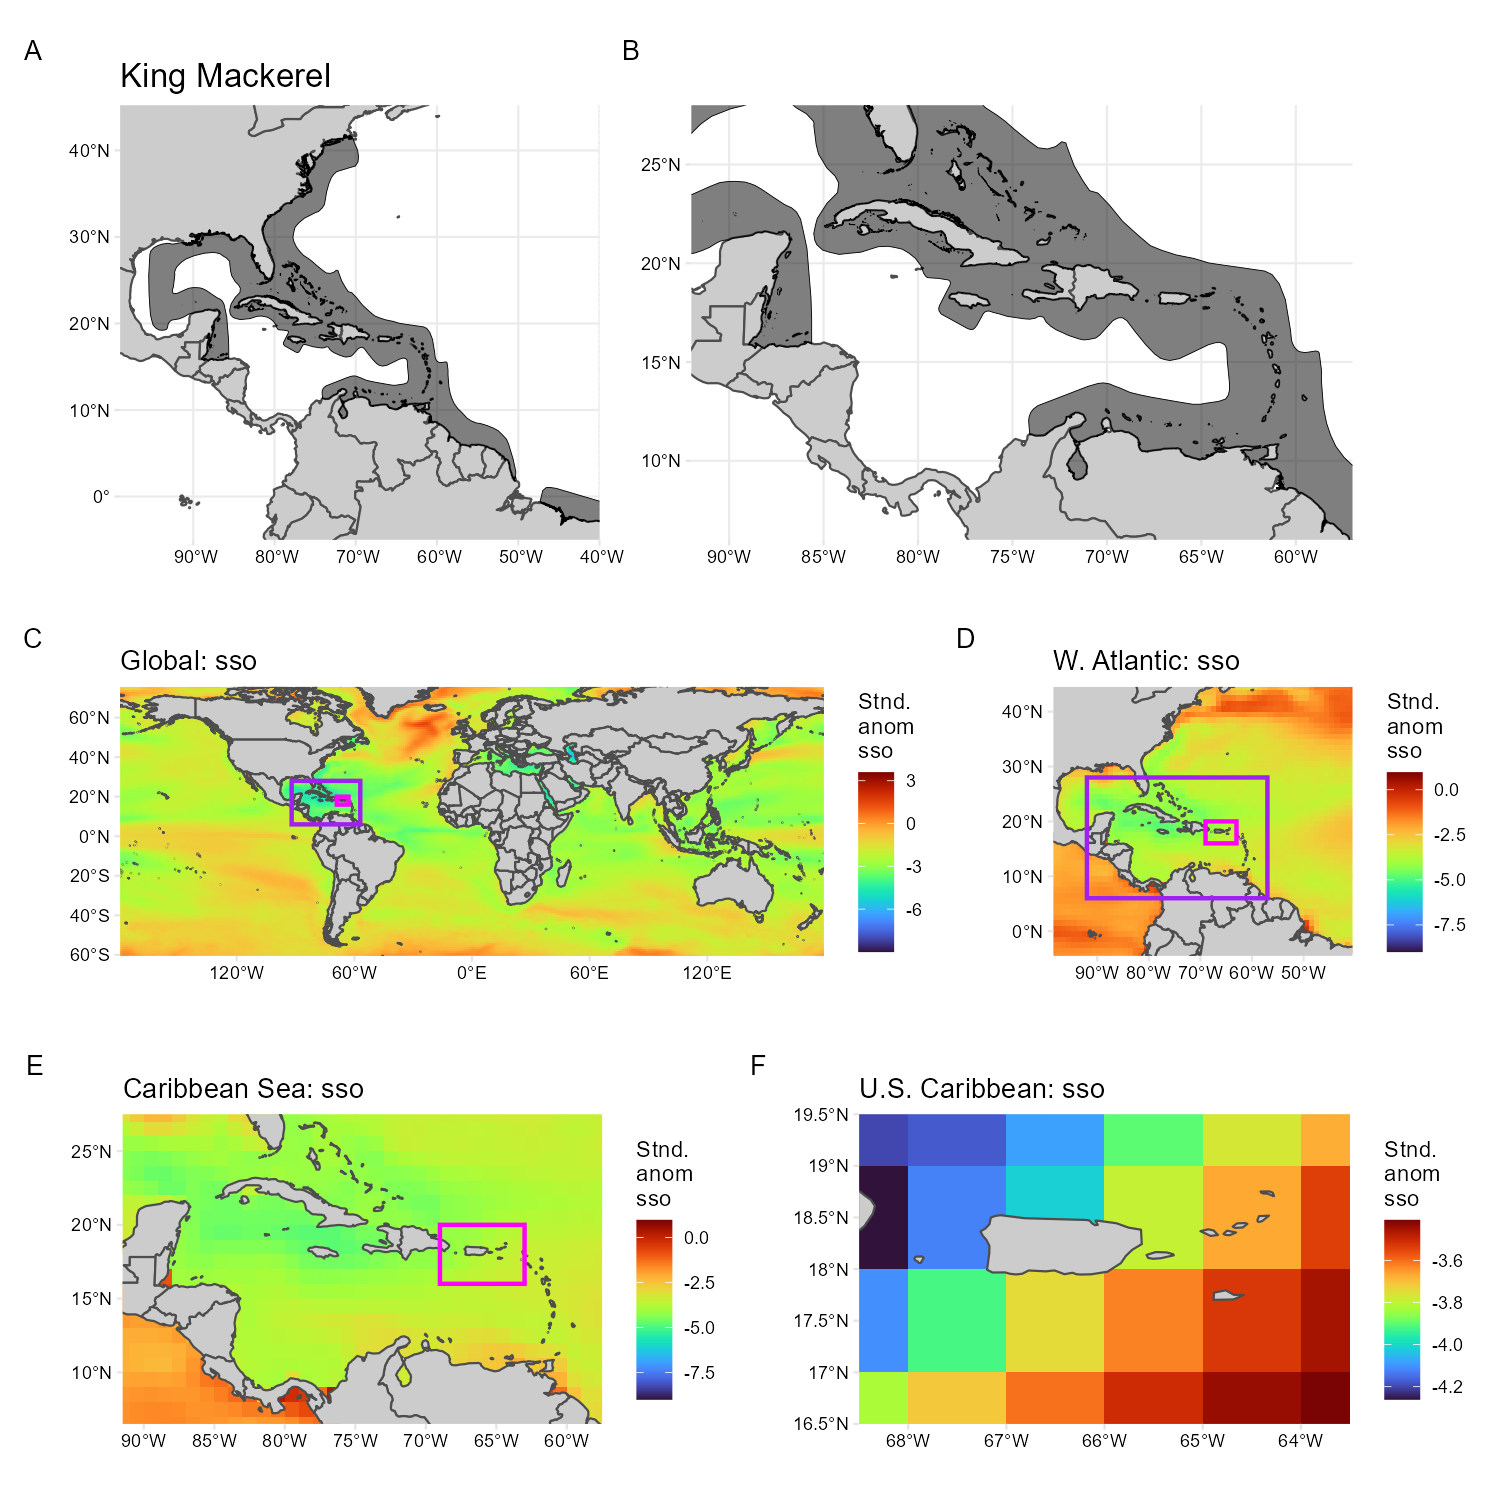 A
B
King Mackerel
40°N
30°N
20°N
10°N
0°
90°W 80°W 70°W 60°W 50°W 40°W
25°N
20°N
15°N
10°N
90°W 85°W 80°W 75°W 70°W 65°W 60°W
C
D
Global: sso
60°N
40°N
20°N
0°N
20°S
40°S
60°S
120°W 60°W 0°E 60°E 120°E
Stnd.
anom
sso
3
0
-3
-6
W. Atlantic: sso
40°N
30°N
20°N
10°N
0°N
90°W 80°W 70°W 60°W 50°W
Stnd.
anom
sso
0.0
-2.5
-5.0
-7.5
E
F
Caribbean Sea: sso
25°N
20°N
15°N
10°N
90°W 85°W 80°W 75°W 70°W 65°W 60°W
Stnd.
anom
sso
0.0
-2.5
-5.0
-7.5
U.S. Caribbean: sso
19.5°N
19°N
18.5°N
18°N
17.5°N
17°N
16.5°N
68°W 67°W 66°W 65°W 64°W
Stnd.
anom
sso
-3.6
-3.8
-4.0
-4.2